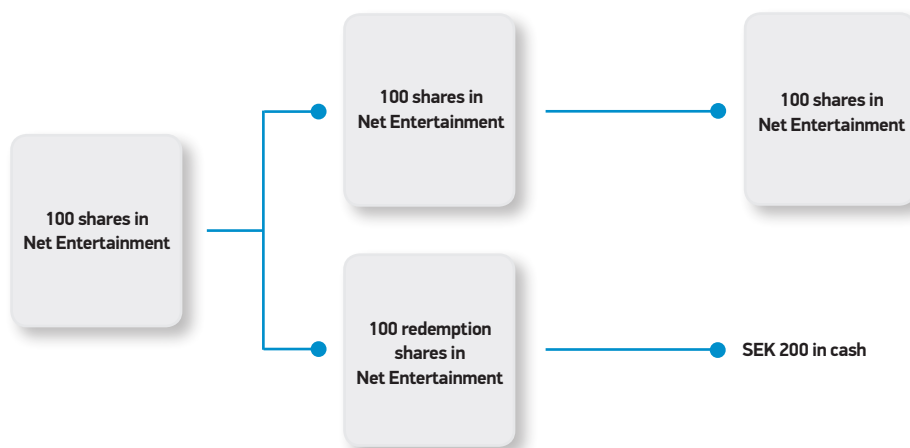 100 shares in
Net Entertainment
100 shares in
Net Entertainment
100 shares in
Net Entertainment
100 redemption
shares in
Net Entertainment
SEK 200 in cash